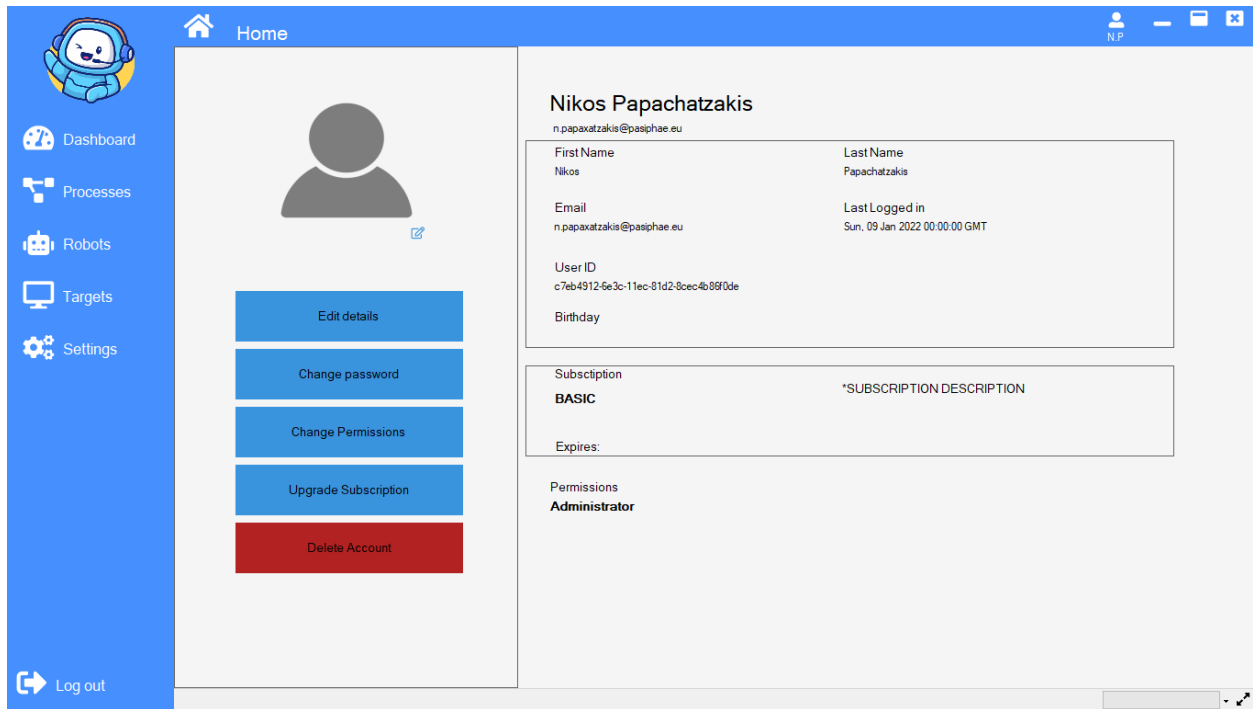 Home
N.P
Dashboard
Processes
Robots
Targets
Settings
Log out
Edit details
Change password
Change Permissions
Upgrade Subscription
Delete Account
Nikos Papachatzakis
n.papaxatzakis@pasiphae.eu
First Name
Last Name
Nikos
Papachatzakis
Email
Last Logged in
n.papaxatzakis@pasiphae.eu
Sun, 09 Jan 2022 00:00:00 GMT
User ID
c7eb4912-6e3c-11ec-81d2-8cec4b86f0de
Birthday
Subsctiption
*SUBSCRIPTION DESCRIPTION
BASIC
Expires:
Permissions
Administrator